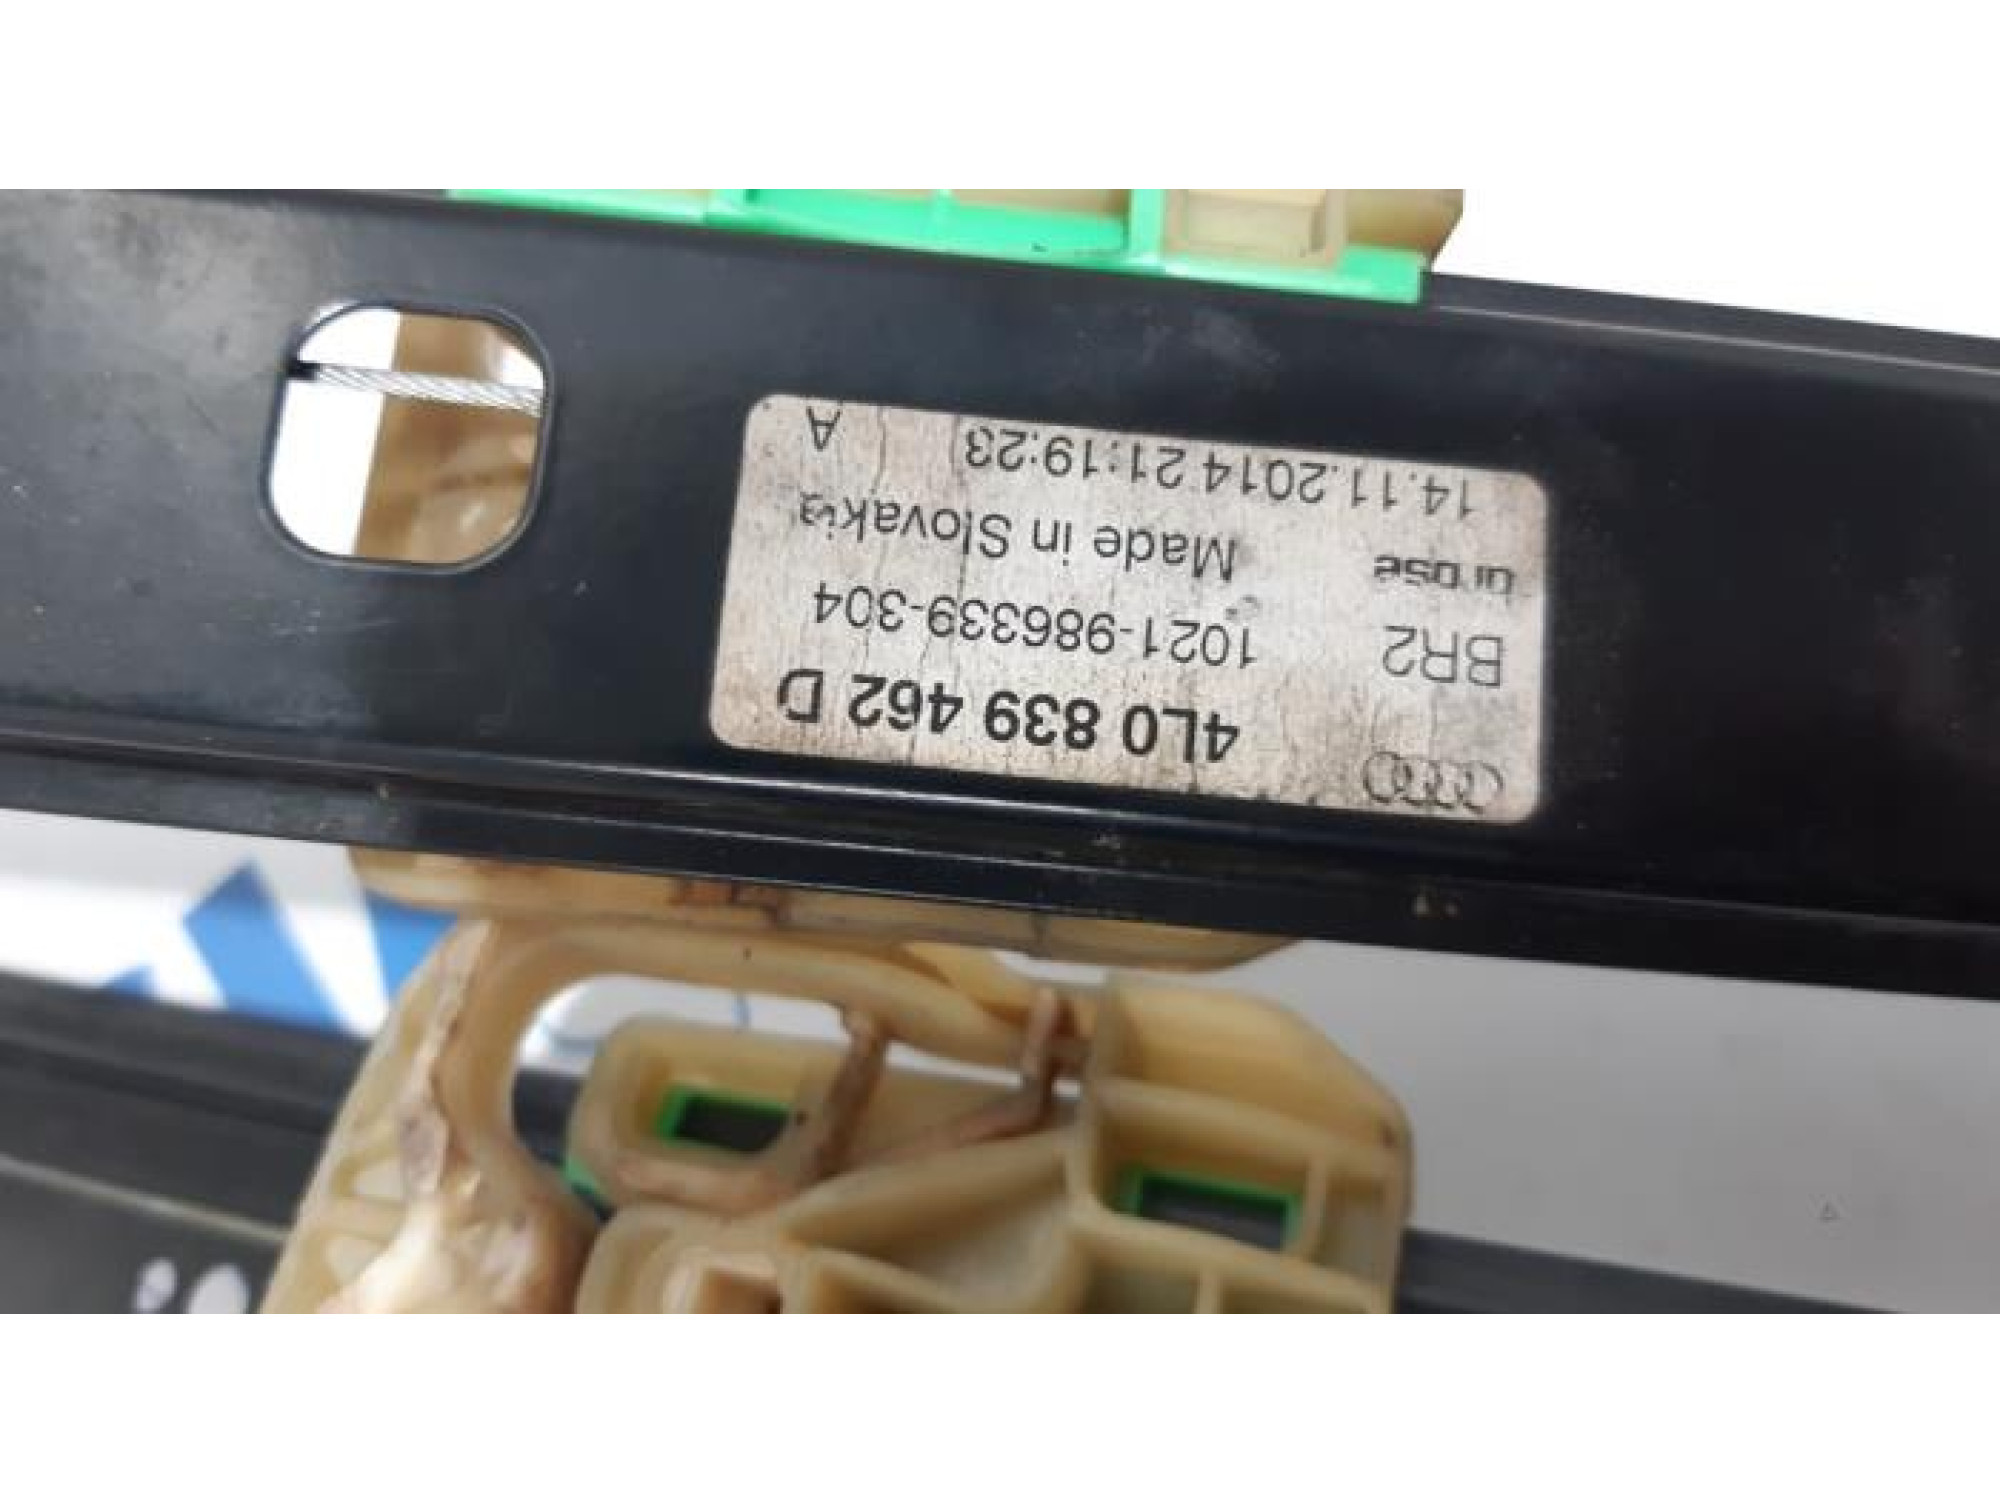 4L0 839 462 D
BR2 1021-986339-304
brose Made in Slovakia
14.11.2014 21:19:23 A